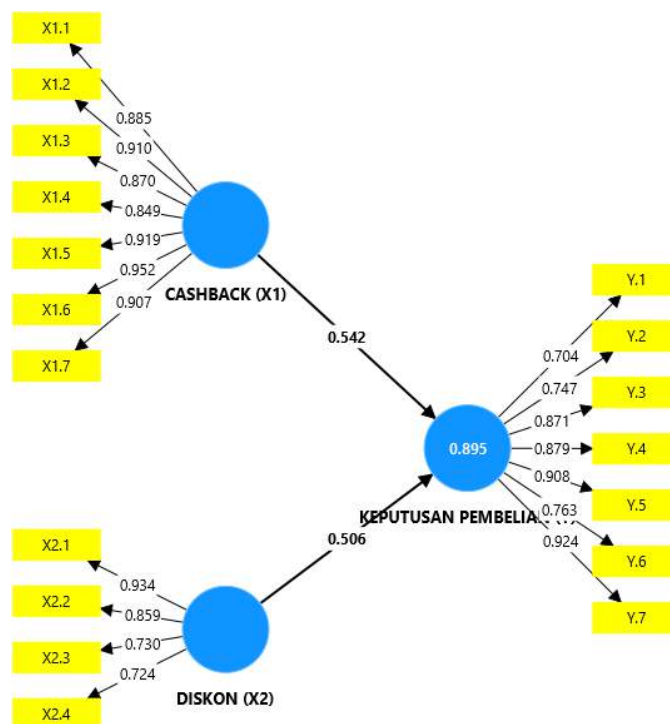 X1.1
X1.2
X1.3
X1.4
X1.5
X1.6
X1.7
0.885
0.910
0.870
0.849
0.919
0.952
0.907
CASHBACK (X1)
0.542
X2.1
X2.2
X2.3
X2.4
0.934
0.859
0.730
0.724
DISKON (X2)
0.506
0.895
KEPUTUSAN PEMBELIAN (Y)
0.704
0.747
0.871
0.879
0.908
0.763
0.924
Y.1
Y.2
Y.3
Y.4
Y.5
Y.6
Y.7